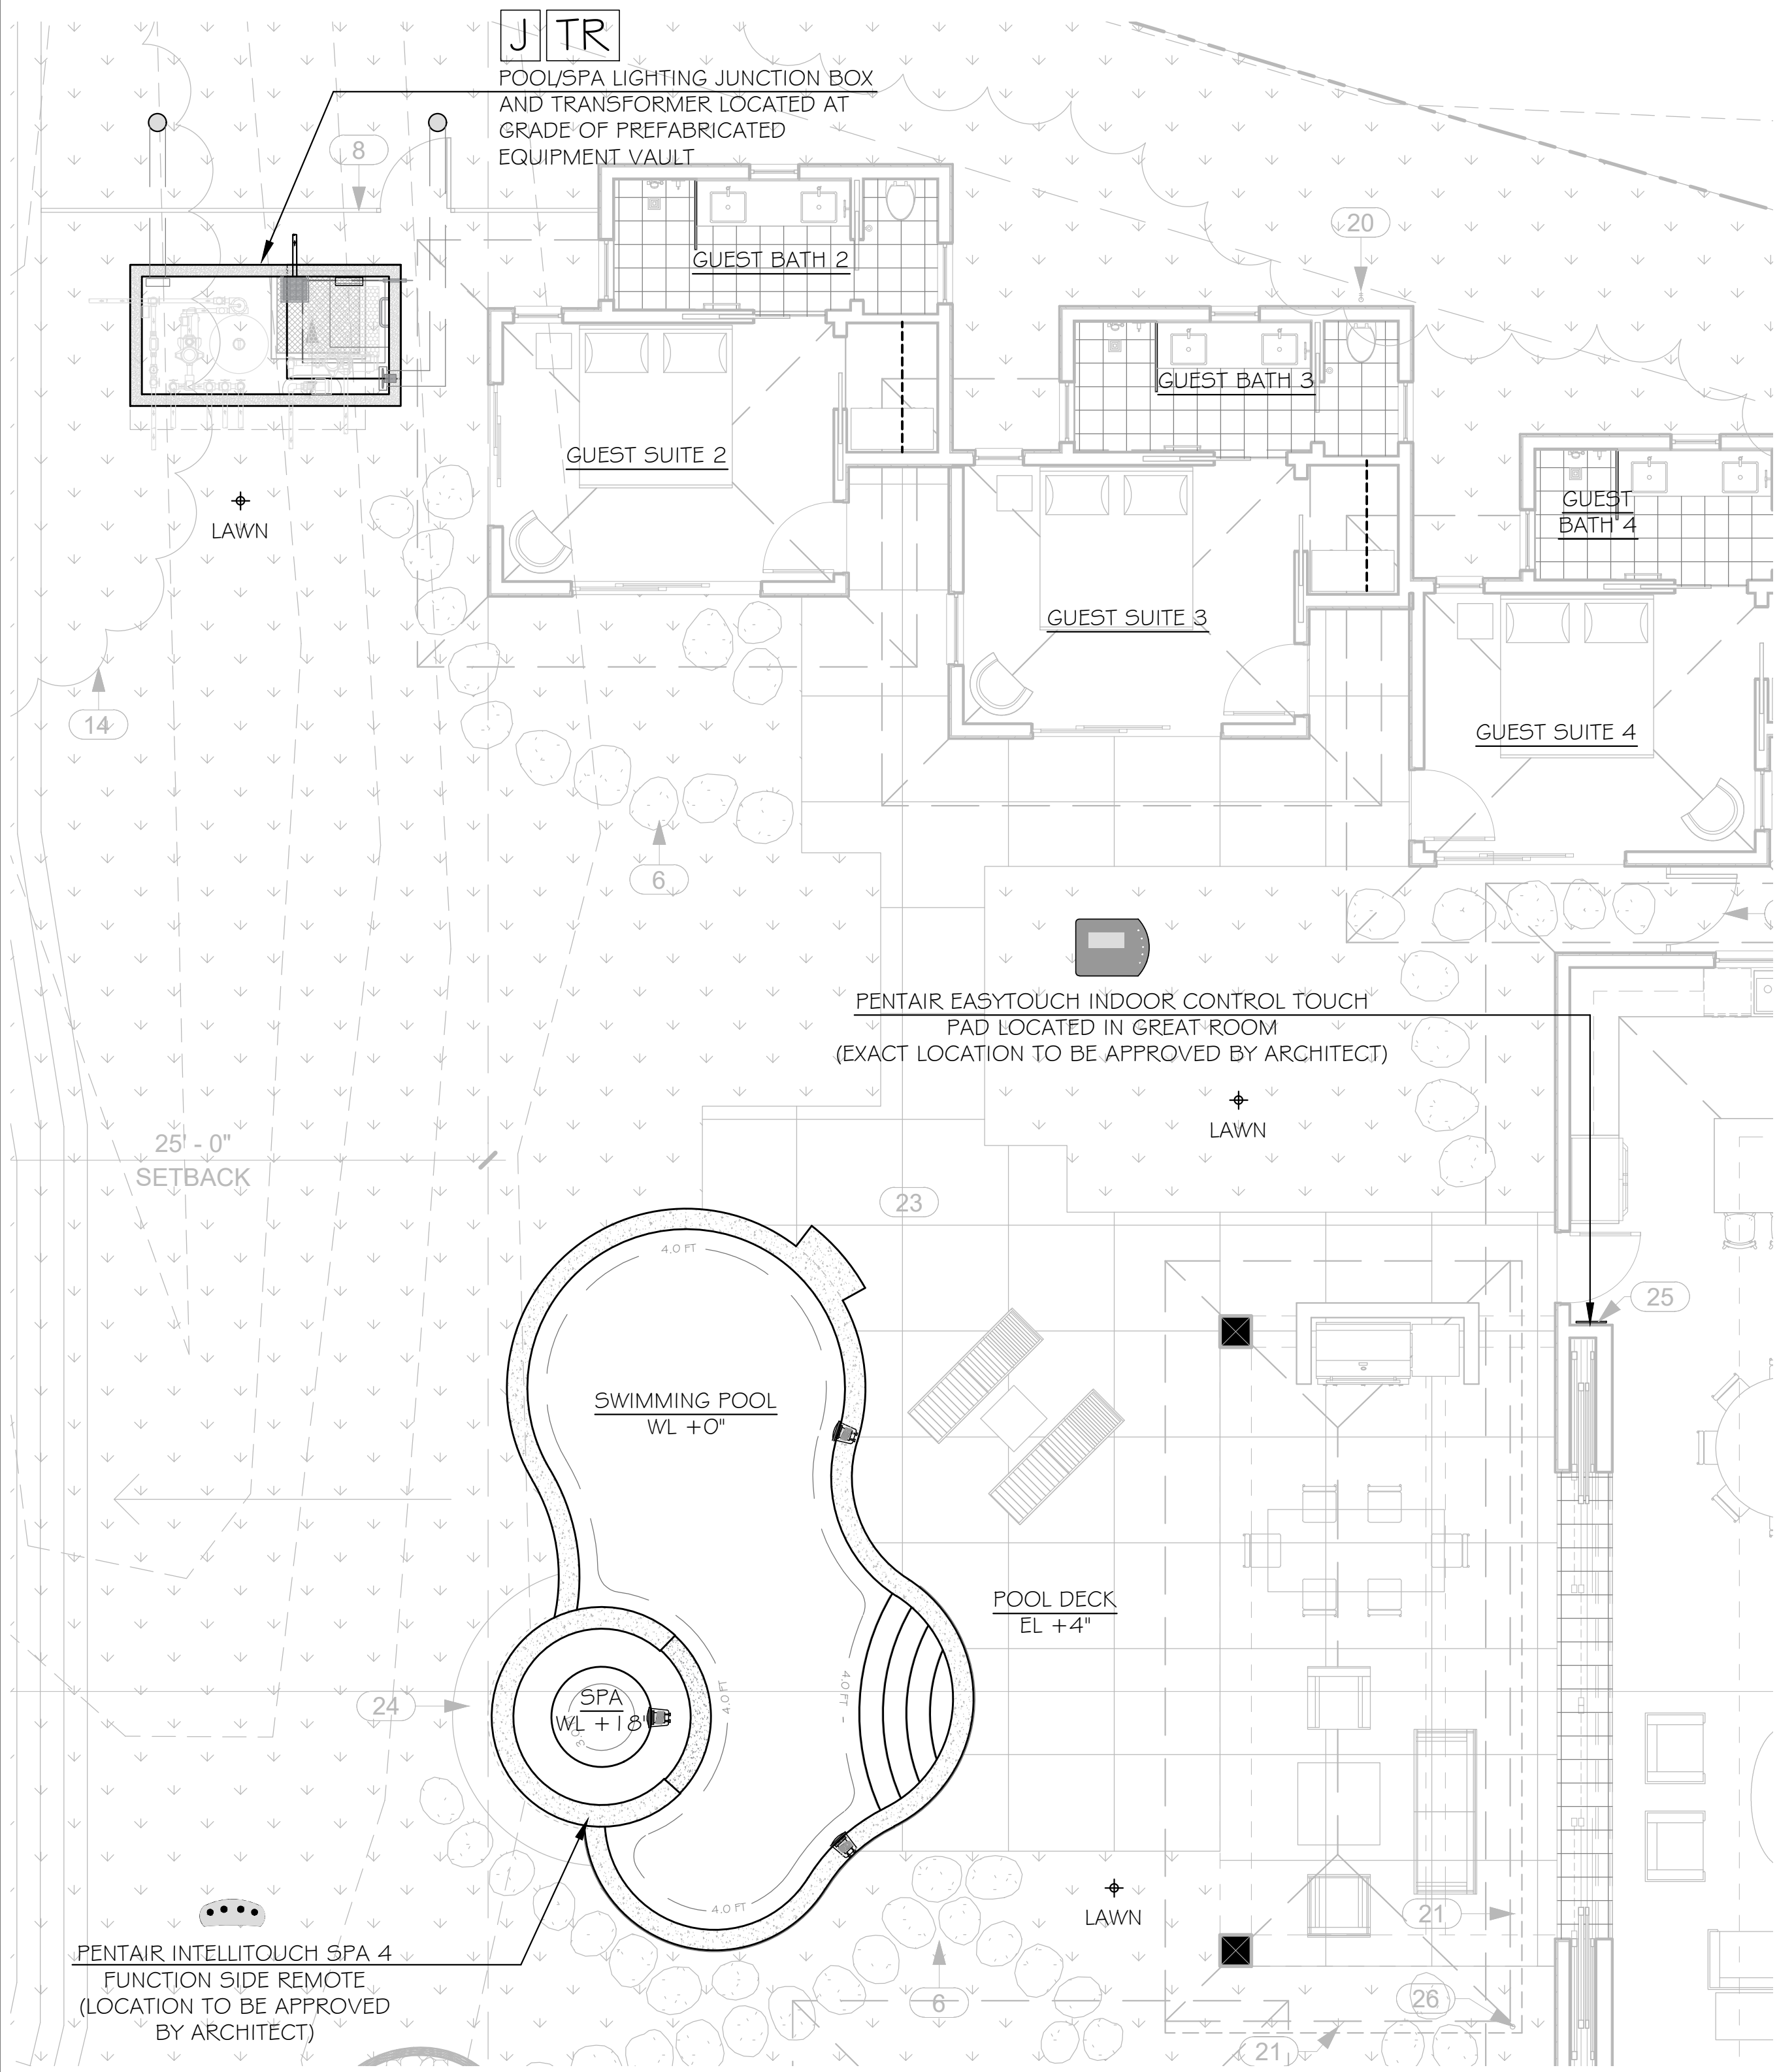 J TR
POOL/SPA LIGHTING JUNCTION BOX
AND TRANSFORMER LOCATED AT
GRADE OF PREFABRICATED
EQUIPMENT VAULT
8
20
GUEST BATH 2
GUEST BATH 3
GUEST SUITE 2
GUEST
BATH 4
LAWN
GUEST SUITE 3
14
GUEST SUITE 4
6
PENTAIR EASYTOUCH INDOOR CONTROL TOUCH
PAD LOCATED IN GREAT ROOM
(EXACT LOCATION TO BE APPROVED BY ARCHITECT)
LAWN
25' - 0"
SETBACK
23
4.0 FT
25
SWIMMING POOL
WL +0"
POOL DECK
EL +4"
4.0 FT
4.0 FT
24
SPA
WL +18"
4.0 FT
LAWN
21
PENTAIR INTELLITOUCH SPA 4
FUNCTION SIDE REMOTE
(LOCATION TO BE APPROVED
BY ARCHITECT)
6
26
21